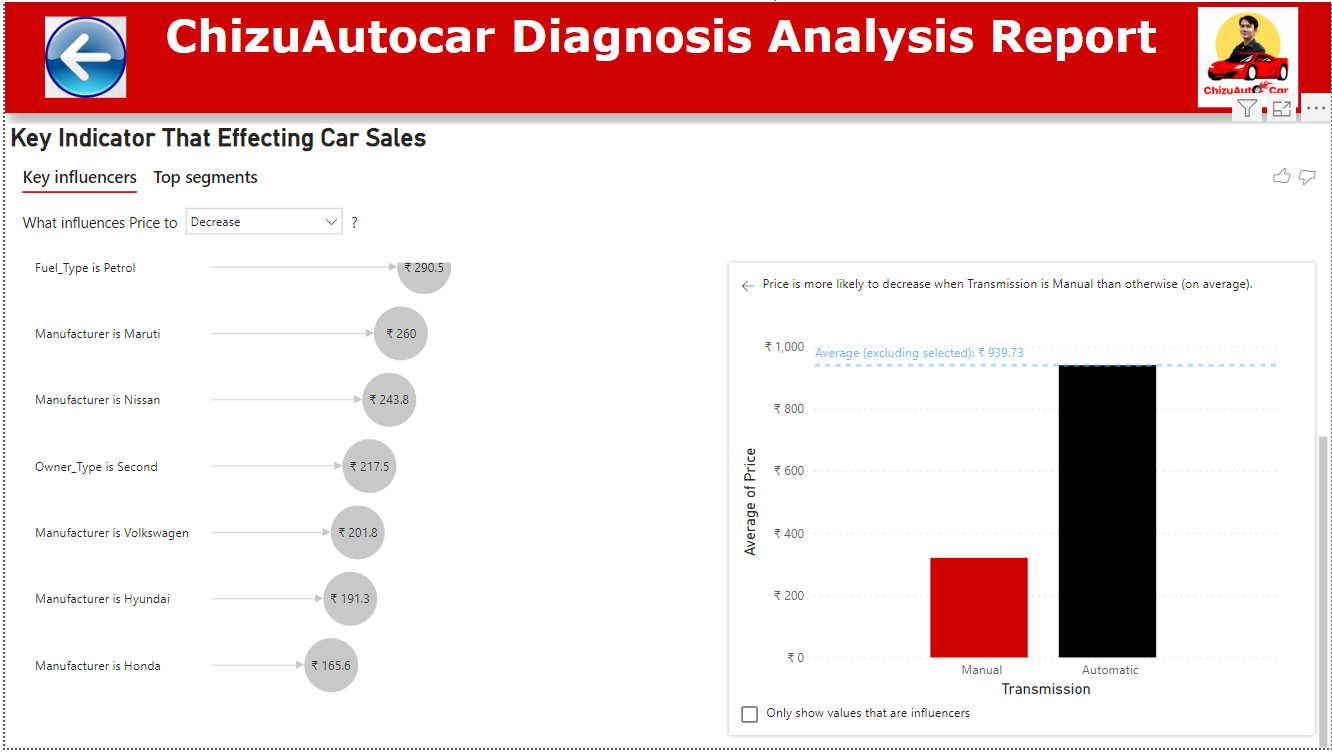 ChizuAutocar Diagnosis Analysis Report
ChizuAuto Car
Key Indicator That Effecting Car Sales
Key influencers Top segments
What influences Price to Decrease ?
Fuel_Type is Petrol ₹ 290.5
Manufacturer is Maruti ₹ 260
Manufacturer is Nissan ₹ 243.8
Owner_Type is Second ₹ 217.5
Manufacturer is Volkswagen ₹ 201.8
Manufacturer is Hyundai ₹ 191.3
Manufacturer is Honda ₹ 165.6
Price is more likely to decrease when Transmission is Manual than otherwise (on average).
₹ 1,000
Average (excluding selected): ₹ 939.73
₹ 800
₹ 600
₹ 400
₹ 200
₹ 0
Average of Price
Manual Automatic
Transmission
Only show values that are influencers